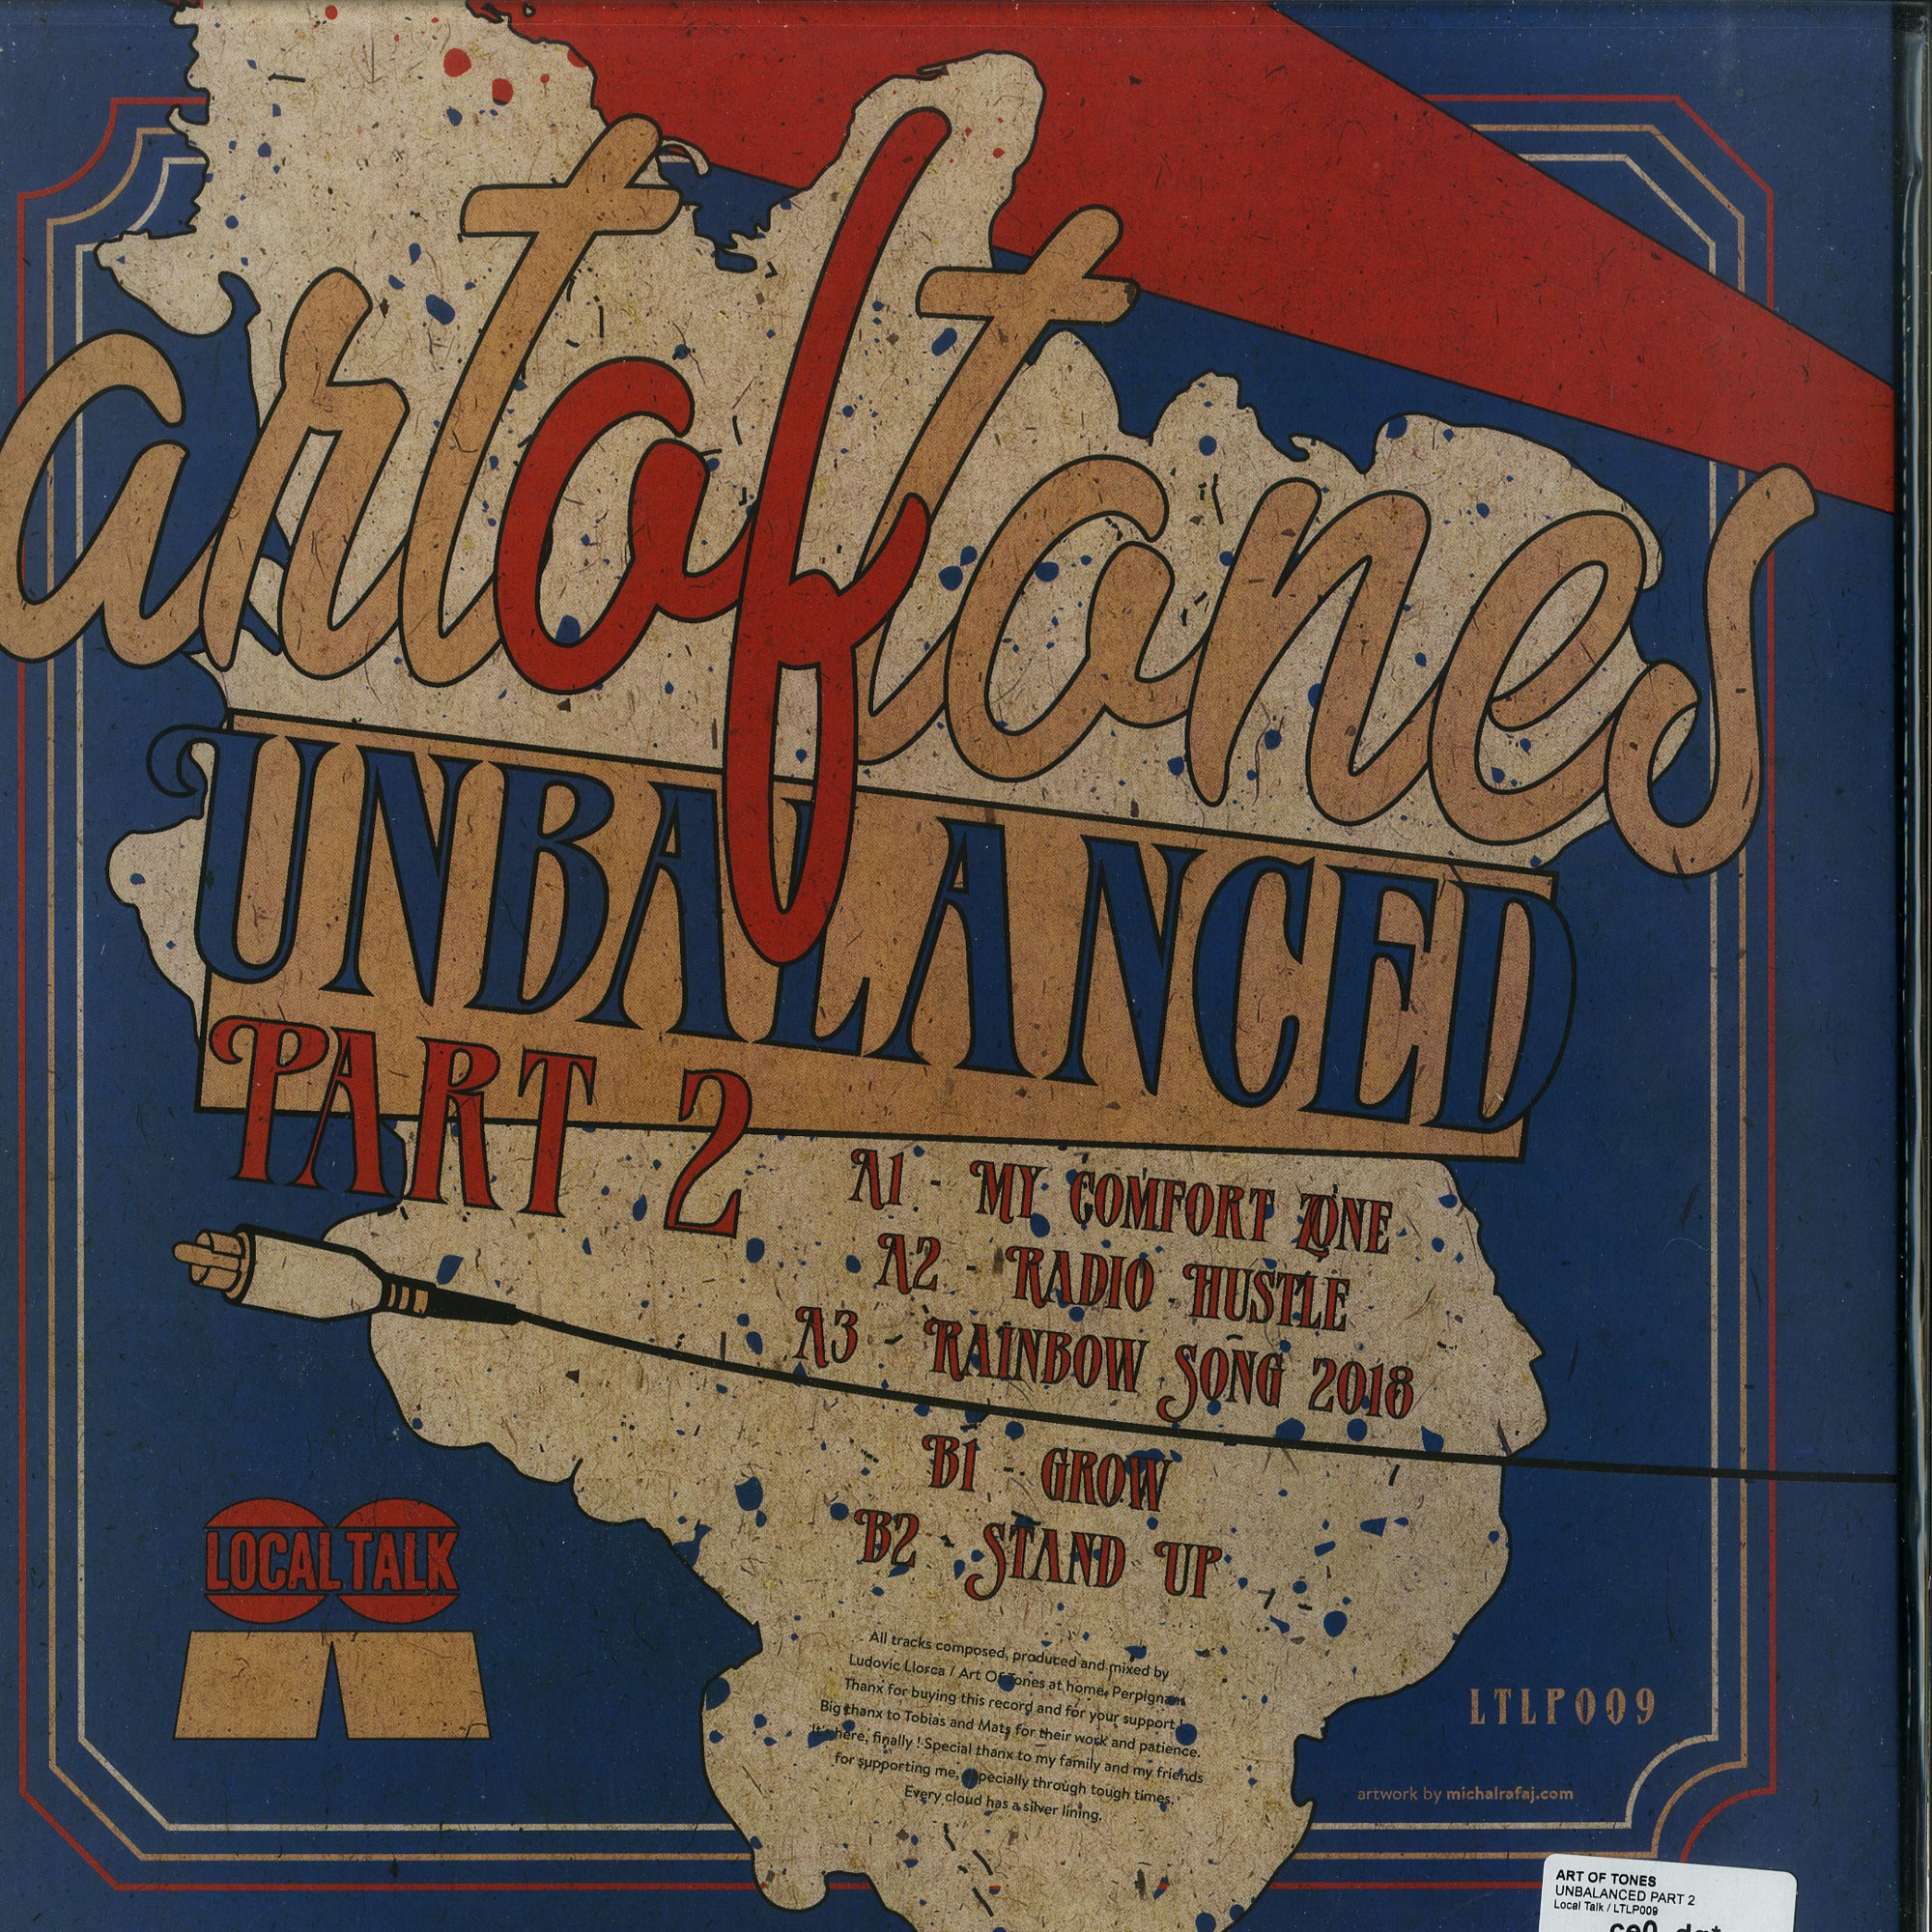 art of tones
UNBALANCED
PART 2
A1 - MY COMFORT ZONE
A2 - RADIO HUSTLE
A3 - RAINBOW SONG 2018
B1 - GROW
B2 - STAND UP
All tracks composed, produced and mixed by
Ludovic Llorca / Art Of Tones at home, Perpignan.
Thanx for buying this record and for your support !
Big thanx to Tobias and Mats for their work and patience.
It's here, finally ! Special thanx to my family and my friends
for supporting me, especially through tough times.
Every cloud has a silver lining.
LOCAL TALK
LTLP009
artwork by michalrafaj.com
ART OF TONES
UNBALANCED PART 2
Local Talk / LTLP009